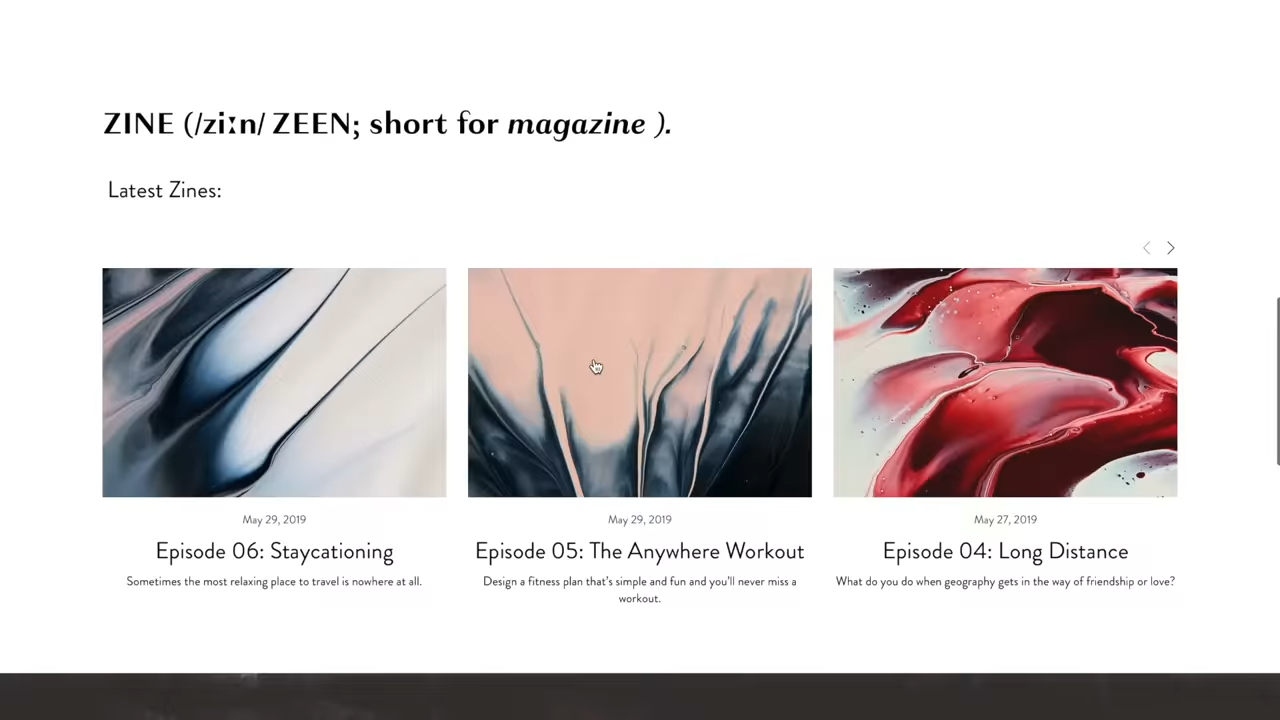 ZINE (/ziːn/ ZEEN; short for magazine ).
Latest Zines:
May 29, 2019
Episode 06: Staycationing
Sometimes the most relaxing place to travel is nowhere at all.
May 29, 2019
Episode 05: The Anywhere Workout
Design a fitness plan that’s simple and fun and you’ll never miss a
workout.
May 27, 2019
Episode 04: Long Distance
What do you do when geography gets in the way of friendship or love?